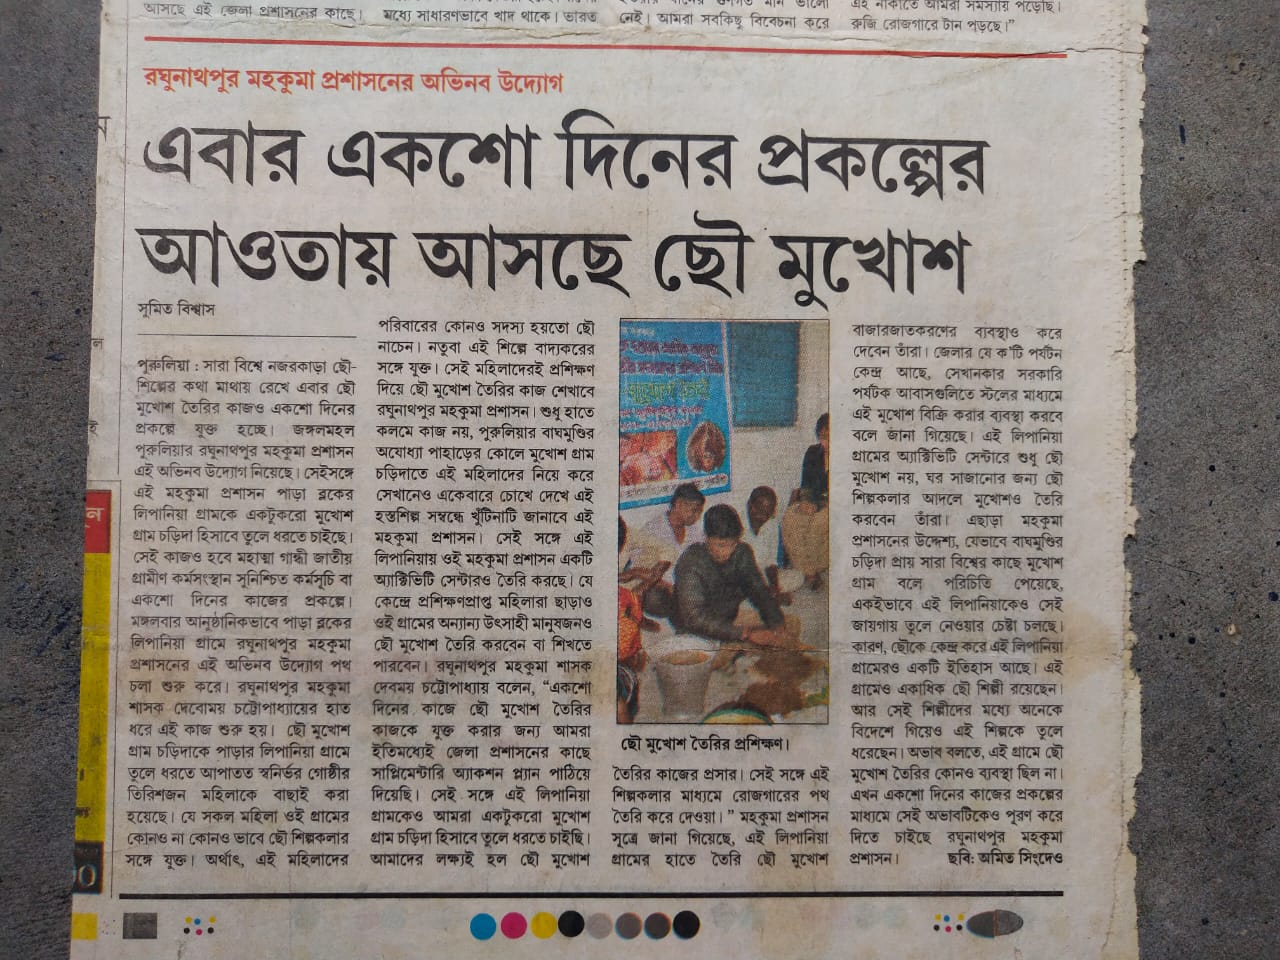 আসছে এই জেলা প্রশাসনের কাছে।
মধ্যে সাধারণভাবে খাদ থাকে। ভারত
নেই। আমরা সবকিছু বিবেচনা করে
এই নাকাতে আমরা সমস্যায় পড়েছি।
রুজি রোজগারে টান পড়ছে।”
রঘুনাথপুর মহকুমা প্রশাসনের অভিনব উদ্যোগ
এবার একশো দিনের প্রকল্পের
আওতায় আসছে ছৌ মুখোশ
সুমিত বিশ্বাস
পুরুলিয়া : সারা বিশ্বে নজরকাড়া ছৌ-
শিল্পের কথা মাথায় রেখে এবার ছৌ
মুখোশ তৈরির কাজও একশো দিনের
প্রকল্পে যুক্ত হচ্ছে। জঙ্গলমহল
পুরুলিয়ার রঘুনাথপুর মহকুমা প্রশাসন
এই অভিনব উদ্যোগ নিয়েছে। সেইসঙ্গে
এই মহকুমা প্রশাসন পাড়া ব্লকের
লিপানিয়া গ্রামকে একটুকরো মুখোশ
গ্রাম চড়িদা হিসাবে তুলে ধরতে চাইছে।
সেই কাজও হবে মহাত্মা গান্ধী জাতীয়
গ্রামীণ কর্মসংস্থান সুনিশ্চিত কর্মসূচি বা
একশো দিনের কাজের প্রকল্পে।
মঙ্গলবার আনুষ্ঠানিকভাবে পাড়া ব্লকের
লিপানিয়া গ্রামে রঘুনাথপুর মহকুমা
প্রশাসনের এই অভিনব উদ্যোগ পথ
চলা শুরু করে। রঘুনাথপুর মহকুমা
শাসক দেবোময় চট্টোপাধ্যায়ের হাত
ধরে এই কাজ শুরু হয়। ছৌ মুখোশ
গ্রাম চড়িদাকে পাড়ার লিপানিয়া গ্রামে
তুলে ধরতে আপাতত স্বনির্ভর গোষ্ঠীর
তিরিশজন মহিলাকে বাছাই করা
হয়েছে। যে সকল মহিলা ওই গ্রামের
কোনও না কোনও ভাবে ছৌ শিল্পকলার
সঙ্গে যুক্ত। অর্থাৎ, এই মহিলাদের
পরিবারের কোনও সদস্য হয়তো ছৌ
নাচেন। নতুবা এই শিল্পে বাদ্যকরের
সঙ্গে যুক্ত। সেই মহিলাদেরই প্রশিক্ষণ
দিয়ে ছৌ মুখোশ তৈরির কাজ শেখাবে
রঘুনাথপুর মহকুমা প্রশাসন। শুধু হাতে
কলমে কাজ নয়, পুরুলিয়ার বাঘমুণ্ডির
অযোধ্যা পাহাড়ের কোলে মুখোশ গ্রাম
চড়িদাতে এই মহিলাদের নিয়ে করে
সেখানেও একেবারে চোখে দেখে এই
হস্তশিল্প সম্বন্ধে খুঁটিনাটি জানাবে এই
মহকুমা প্রশাসন। সেই সঙ্গে এই
লিপানিয়ায় ওই মহকুমা প্রশাসন একটি
অ্যাক্টিভিটি সেন্টারও তৈরি করছে। যে
কেন্দ্রে প্রশিক্ষণপ্রাপ্ত মহিলারা ছাড়াও
ওই গ্রামের অন্যান্য উৎসাহী মানুষজনও
ছৌ মুখোশ তৈরি করবেন বা শিখতে
পারবেন। রঘুনাথপুর মহকুমা শাসক
দেবময় চট্টোপাধ্যায় বলেন, “একশো
দিনের কাজে ছৌ মুখোশ তৈরির
কাজকে যুক্ত করার জন্য আমরা
ইতিমধ্যেই জেলা প্রশাসনের কাছে
সাপ্লিমেন্টারি অ্যাকশন প্ল্যান পাঠিয়ে
দিয়েছি। সেই সঙ্গে এই লিপানিয়া
গ্রামকেও আমরা একটুকরো মুখোশ
গ্রাম চড়িদা হিসাবে তুলে ধরতে চাইছি।
আমাদের লক্ষ্যই হল ছৌ মুখোশ
ছৌ মুখোশ তৈরির প্রশিক্ষণ।
তৈরির কাজের প্রসার। সেই সঙ্গে এই
শিল্পকলার মাধ্যমে রোজগারের পথ
তৈরি করে দেওয়া।” মহকুমা প্রশাসন
সূত্রে জানা গিয়েছে, এই লিপানিয়া
গ্রামের হাতে তৈরি ছৌ মুখোশ
বাজারজাতকরণের ব্যবস্থাও করে
দেবেন তাঁরা। জেলার যে ক'টি পর্যটন
কেন্দ্র আছে, সেখানকার সরকারি
পর্যটক আবাসগুলিতে স্টলের মাধ্যমে
এই মুখোশ বিক্রি করার ব্যবস্থা করবে
বলে জানা গিয়েছে। এই লিপানিয়া
গ্রামের অ্যাক্টিভিটি সেন্টারে শুধু ছৌ
মুখোশ নয়, ঘর সাজানোর জন্য ছৌ
শিল্পকলার আদলে মুখোশও তৈরি
করবেন তাঁরা। এছাড়া মহকুমা
প্রশাসনের উদ্দেশ্য, যেভাবে বাঘমুণ্ডির
চড়িদা প্রায় সারা বিশ্বের কাছে মুখোশ
গ্রাম বলে পরিচিতি পেয়েছে,
একইভাবে এই লিপানিয়াকেও সেই
জায়গায় তুলে নেওয়ার চেষ্টা চলছে।
কারণ, ছৌকে কেন্দ্র করে এই লিপানিয়া
গ্রামেরও একটি ইতিহাস আছে। এই
গ্রামেও একাধিক ছৌ শিল্পী রয়েছেন।
আর সেই শিল্পীদের মধ্যে অনেকে
বিদেশে গিয়েও এই শিল্পকে তুলে
ধরেছেন। অভাব বলতে, এই গ্রামে ছৌ
মুখোশ তৈরির কোনও ব্যবস্থা ছিল না।
এখন একশো দিনের কাজের প্রকল্পের
মাধ্যমে সেই অভাবটিকেও পূরণ করে
দিতে চাইছে রঘুনাথপুর মহকুমা
প্রশাসন। ছবি: অমিত সিংদেও